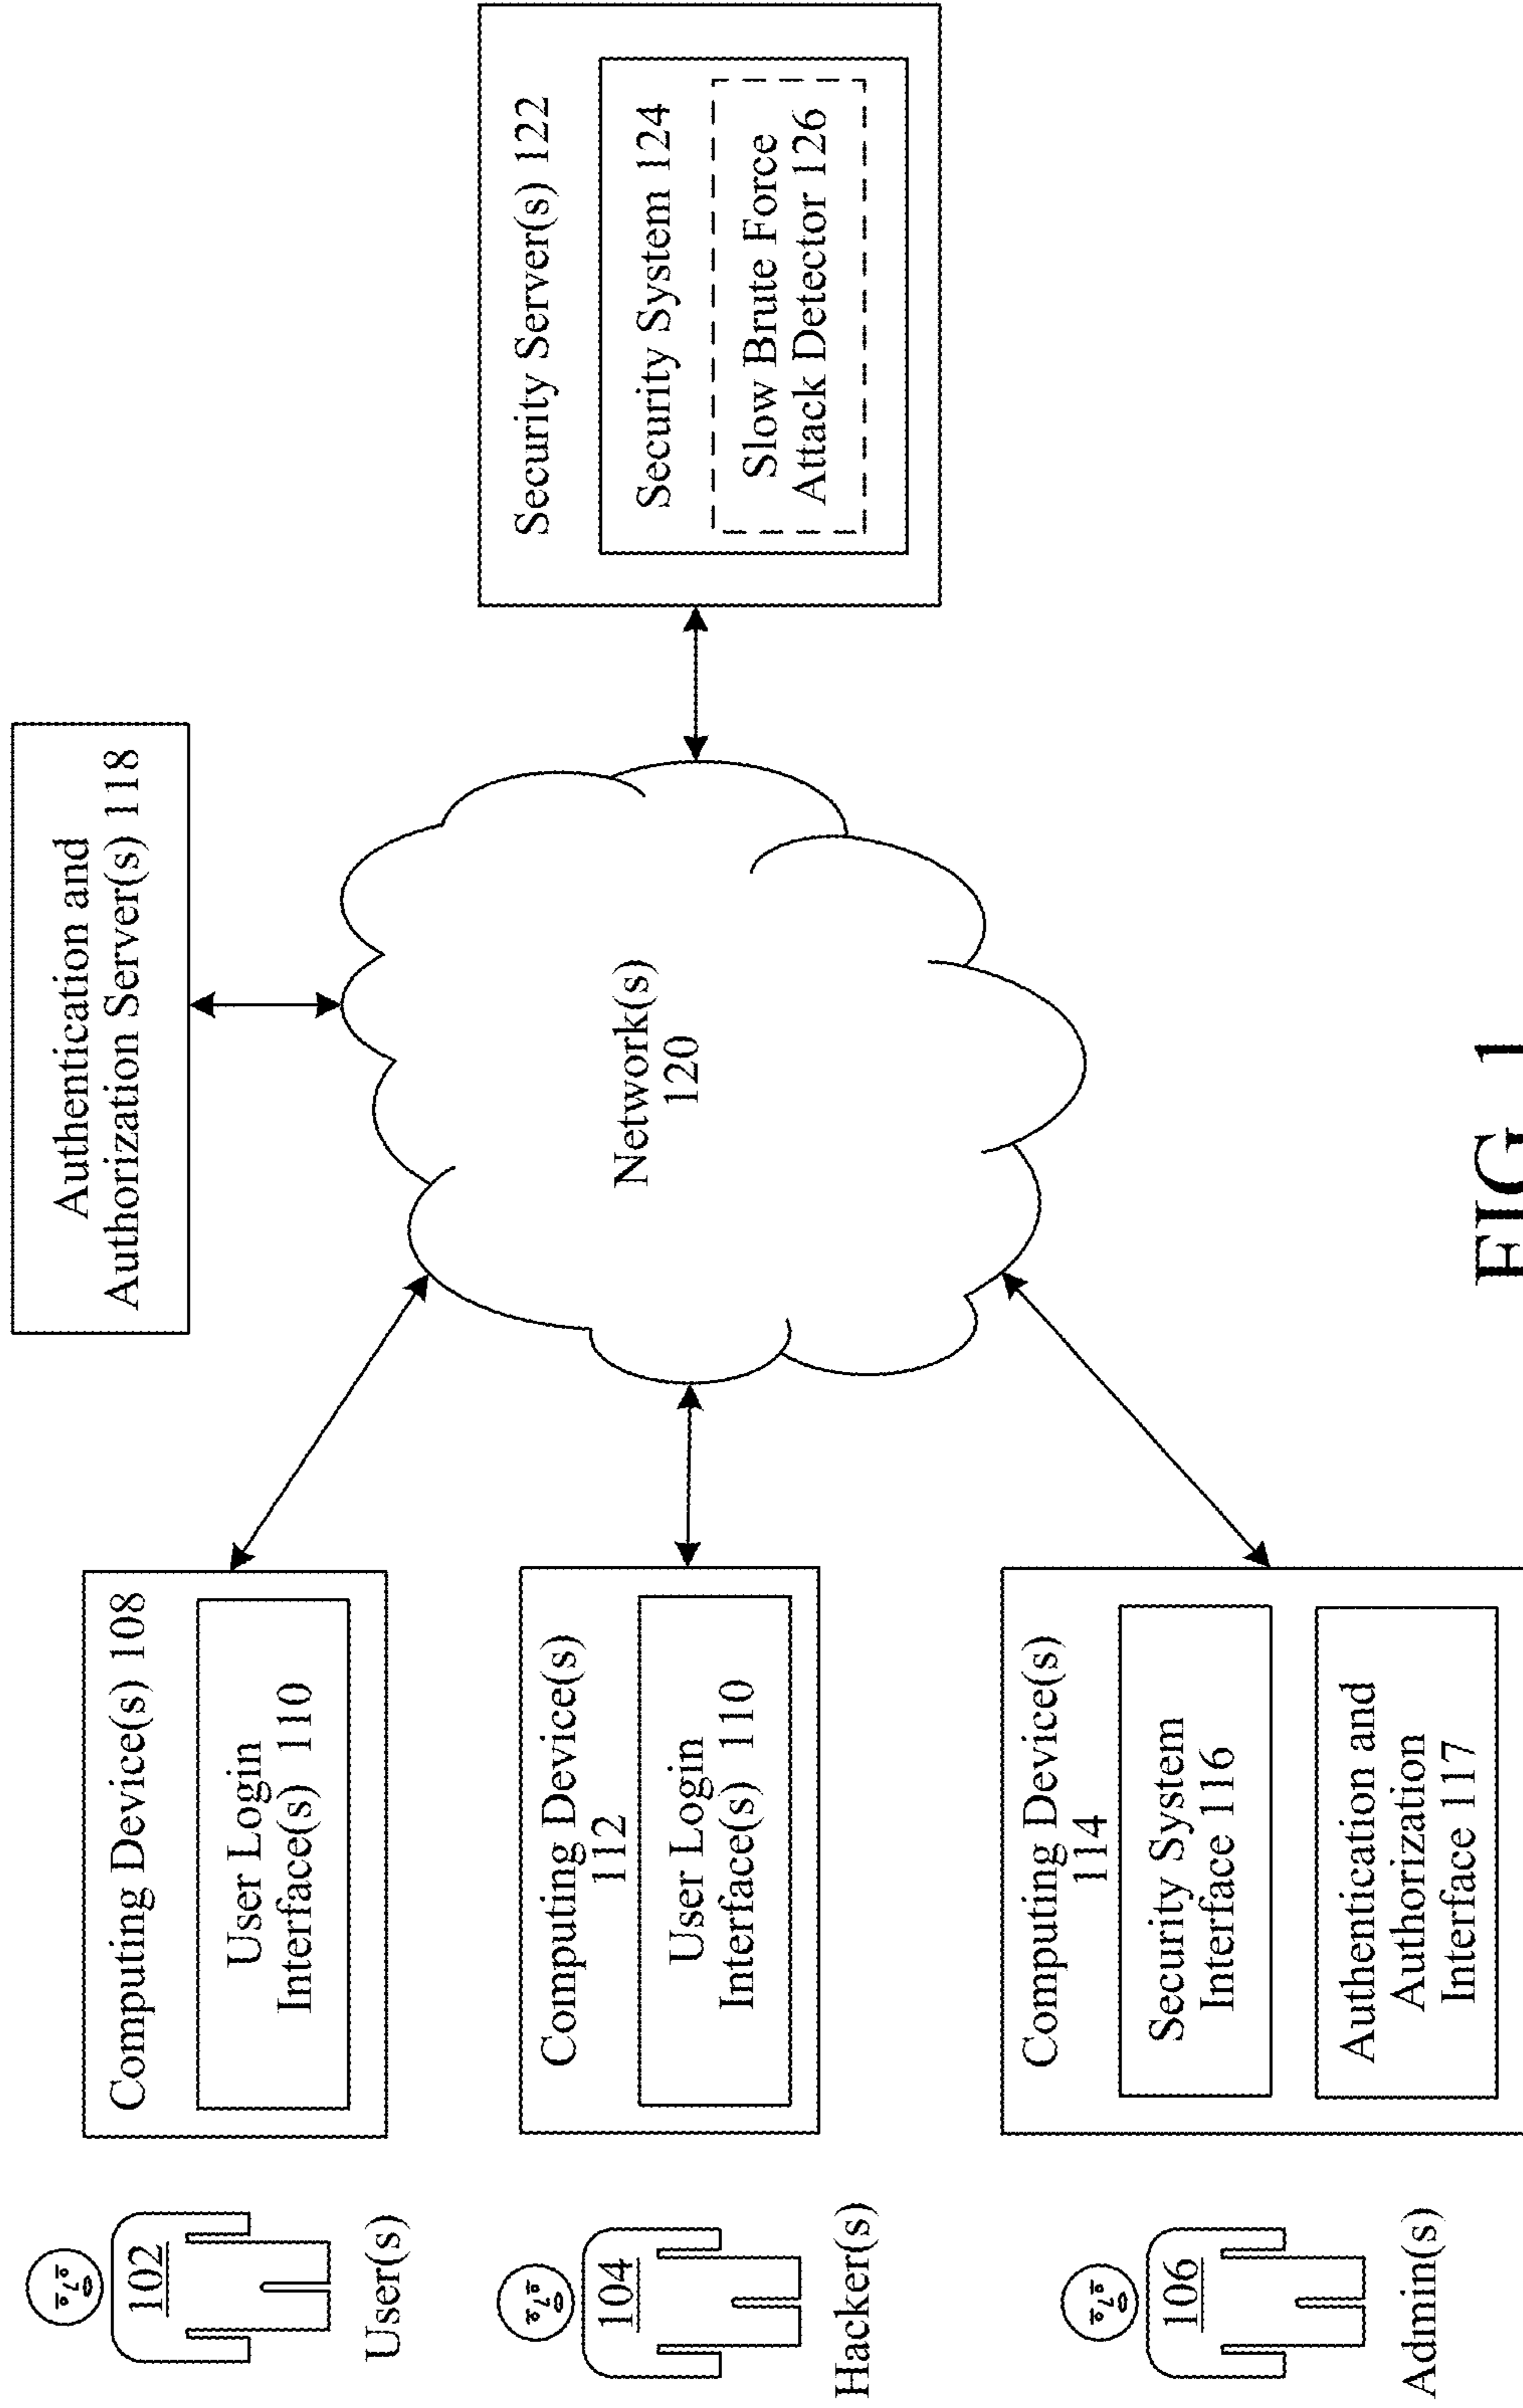 Authentication and
Authorization Server(s) 118
102
User(s)
Computing Device(s) 108
User Login
Interface(s) 110
104
Hacker(s)
Computing Device(s)
112
User Login
Interface(s) 110
Network(s)
120
Security Server(s) 122
Security System 124
Slow Brute Force
Attack Detector 126
106
Admin(s)
Computing Device(s)
114
Security System
Interface 116
Authentication and
Authorization
Interface 117
FIG. 1